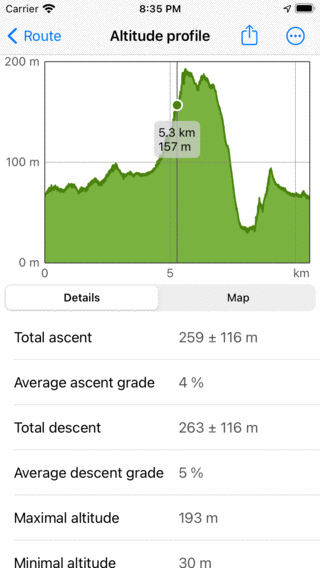 Carrier 8:35 PM
Route Altitude profile
200 m
5.3 km
157 m
100 m
0 m
0 5 km
Details Map
Total ascent 259 ± 116 m
Average ascent grade 4 %
Total descent 263 ± 116 m
Average descent grade 5 %
Maximal altitude 193 m
Minimal altitude 30 m